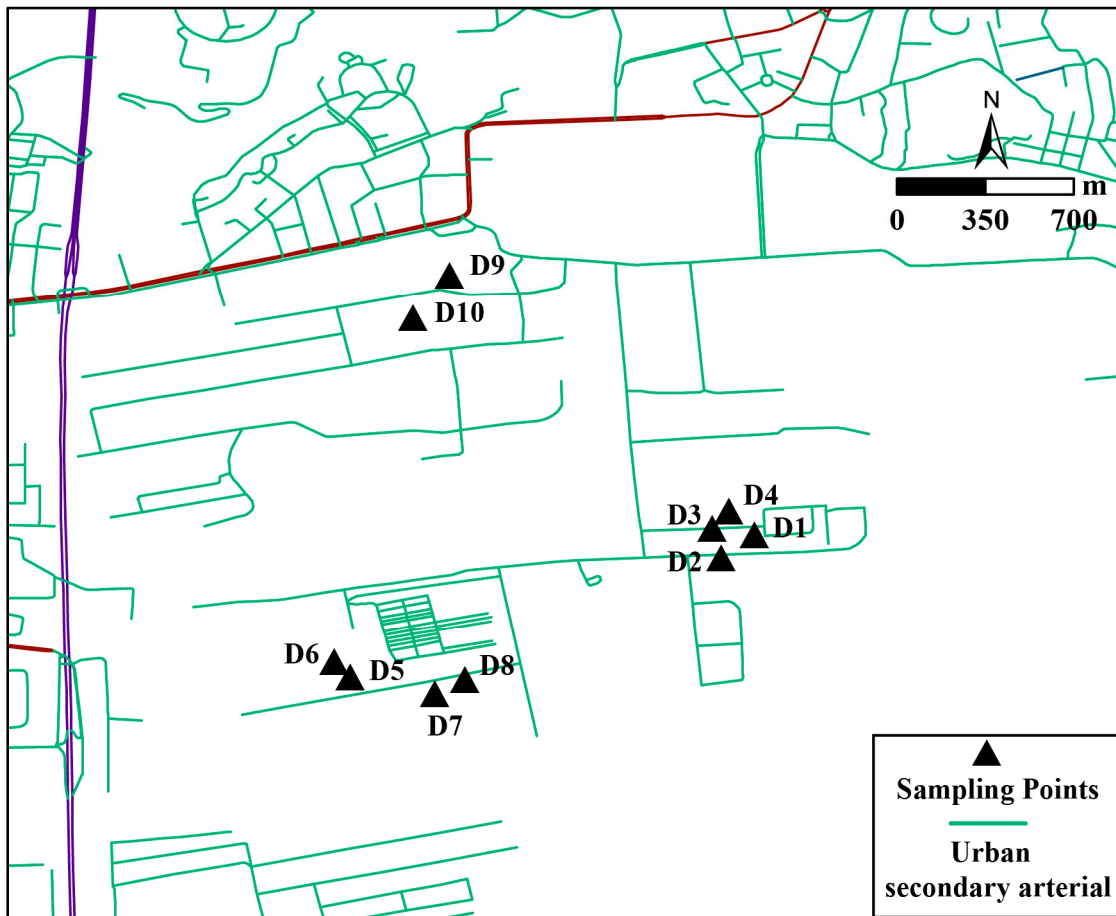 N
m
0 350 700
D9
D10
D4
D3
D1
D2
D6
D5
D8
D7
Sampling Points
Urban
secondary arterial